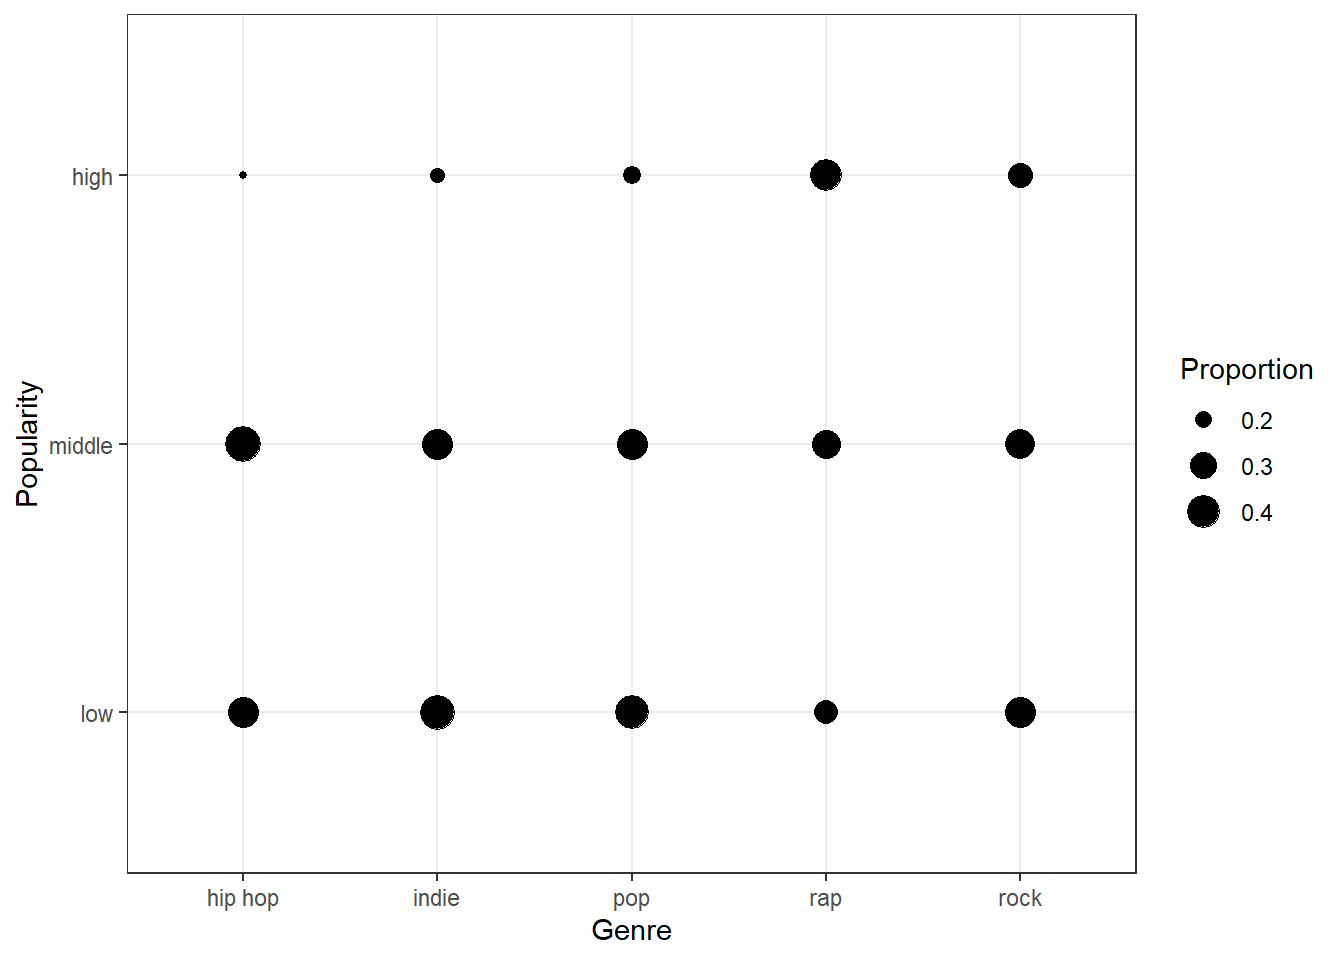 high
middle
low
Popularity
hip hop
indie
pop
rap
rock
Genre
Proportion
0.2
0.3
0.4